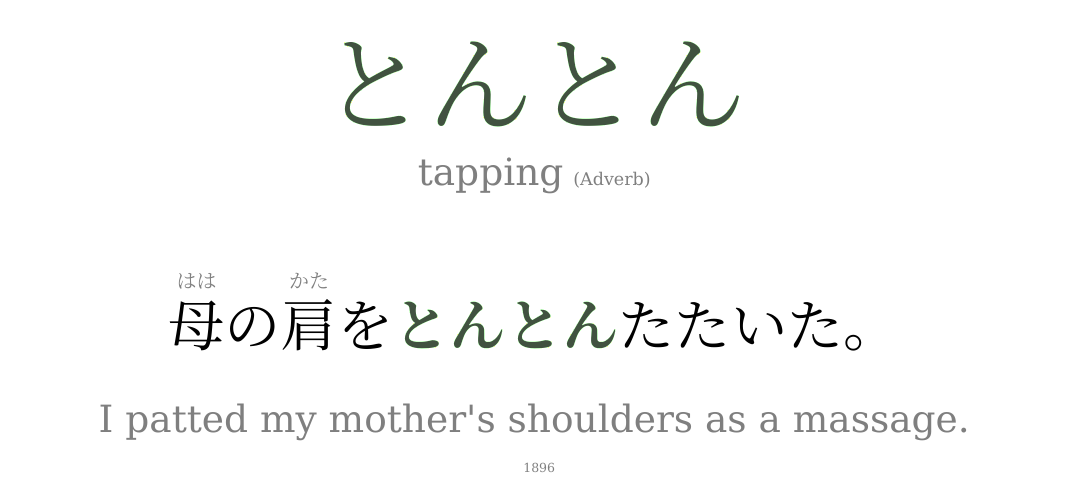 とんとん
tapping (Adverb)
はは かた
母の肩をとんとんたたいた。
I patted my mother's shoulders as a massage.
1896